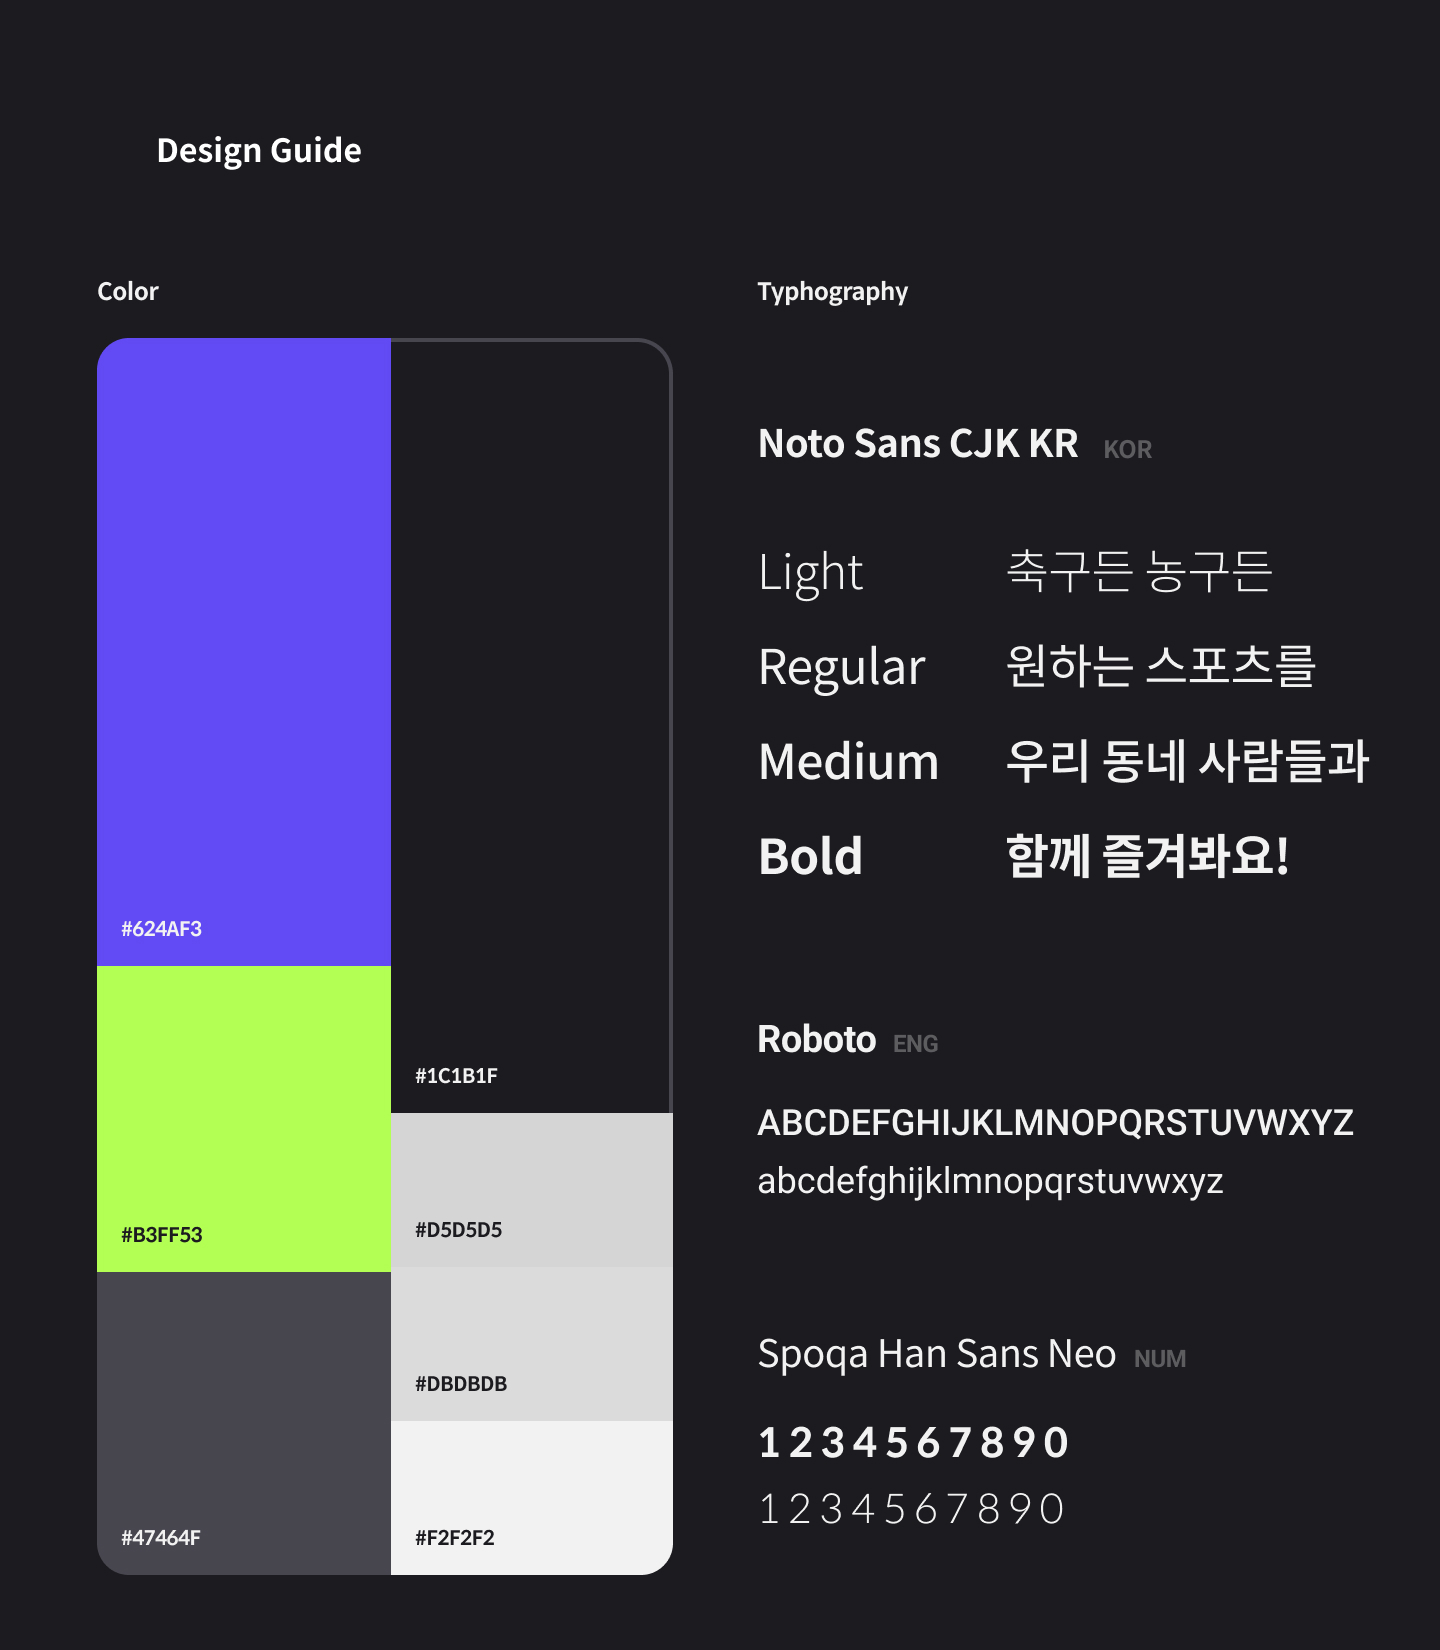 Design Guide
Color
#624AF3
#B3FF53
#47464F
#1C1B1F
#D5D5D5
#DBDBDB
#F2F2F2
Typhography
Noto Sans CJK KR KOR
Light 축구든 농구든
Regular 원하는 스포츠를
Medium 우리 동네 사람들과
Bold 함께 즐겨봐요!
Roboto ENG
ABCDEFGHIJKLMNOPQRSTUVWXYZ
abcdefghijklmnopqrstuvwxyz
Spoqa Han Sans Neo NUM
1 2 3 4 5 6 7 8 9 0
1 2 3 4 5 6 7 8 9 0